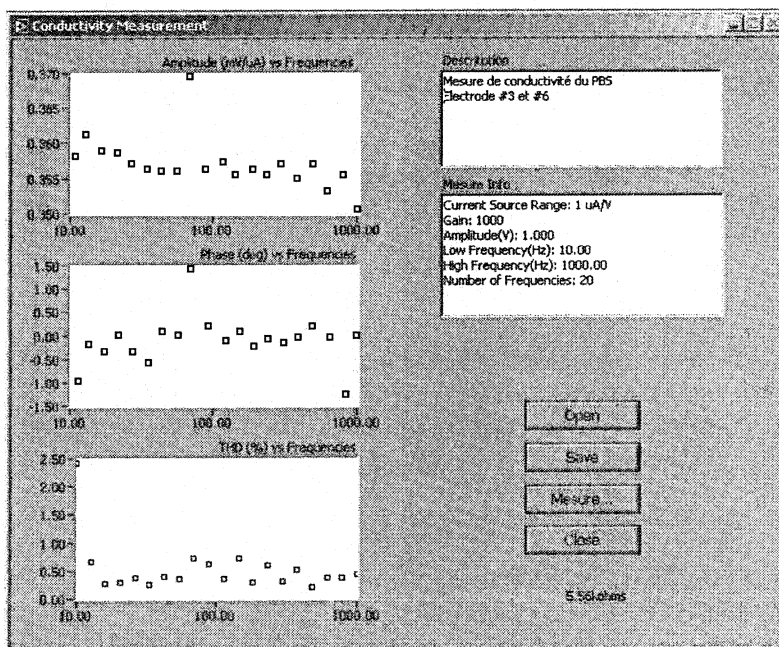 Conductivity Measurement
Amplitude (mV/uA) vs Frequencies
0.370
0.365
0.360
0.355
0.350
10.00 100.00 1000.00
Phase (deg) vs Frequencies
1.50
1.00
0.50
0.00
-0.50
-1.00
-1.50
10.00 100.00 1000.00
THD (%) vs Frequencies
2.50
2.00
1.50
1.00
0.50
0.00
10.00 100.00 1000.00
Description
Mesure de conductivité du PBS
Electrode #3 et #6
Mesure Info
Current Source Range: 1 uA/V
Gain: 1000
Amplitude(V): 1.000
Low Frequency(Hz): 10.00
High Frequency(Hz): 1000.00
Number of Frequencies: 20
Open
Save
Mesure...
Close
5.56kohms